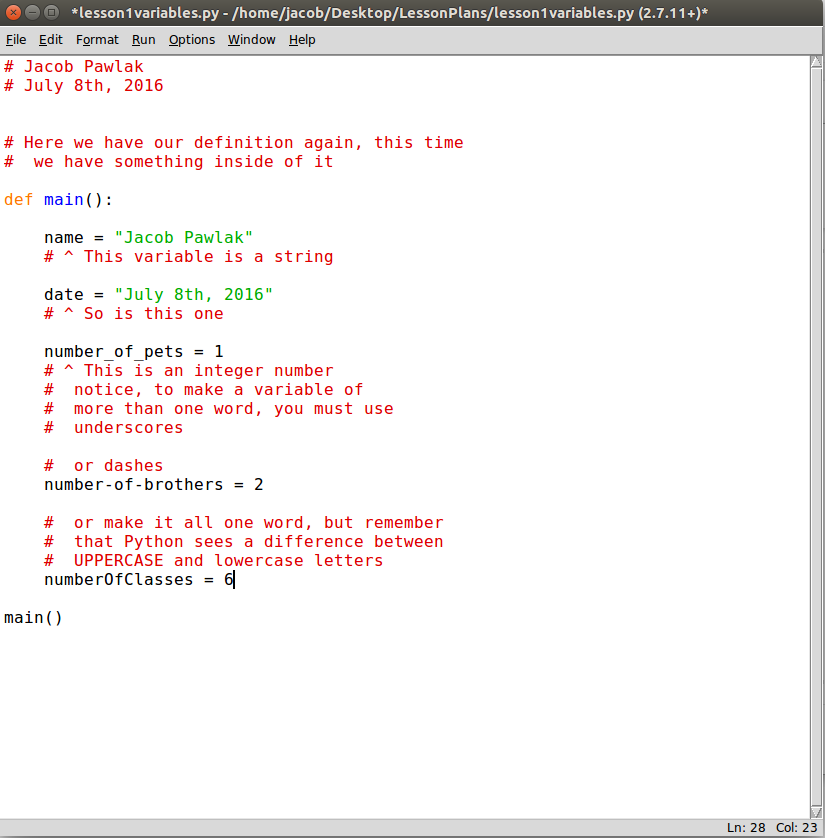 *lesson1variables.py - /home/jacob/Desktop/LessonPlans/lesson1variables.py (2.7.11+)*
File Edit Format Run Options Window Help
# Jacob Pawlak
# July 8th, 2016
# Here we have our definition again, this time
#  we have something inside of it
def main():
    name = "Jacob Pawlak"
    # ^ This variable is a string
    date = "July 8th, 2016"
    # ^ So is this one
    number_of_pets = 1
    # ^ This is an integer number
    #  notice, to make a variable of
    #  more than one word, you must use
    #  underscores
    #  or dashes
    number-of-brothers = 2
    #  or make it all one word, but remember
    #  that Python sees a difference between
    #  UPPERCASE and lowercase letters
    numberOfClasses = 6
main()
Ln: 28 Col: 23